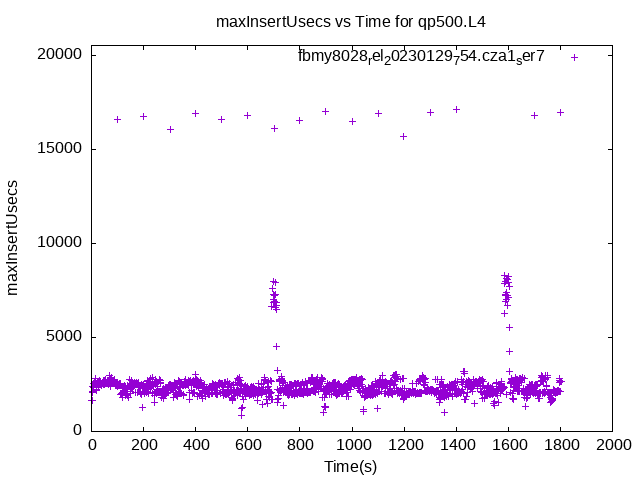 maxInsertUsecs vs Time for qp500.L4
fbmy8028rel20230129754.cza1ser7
20000
15000
10000
5000
0
maxInsertUsecs
0 200 400 600 800 1000 1200 1400 1600 1800 2000
Time(s)